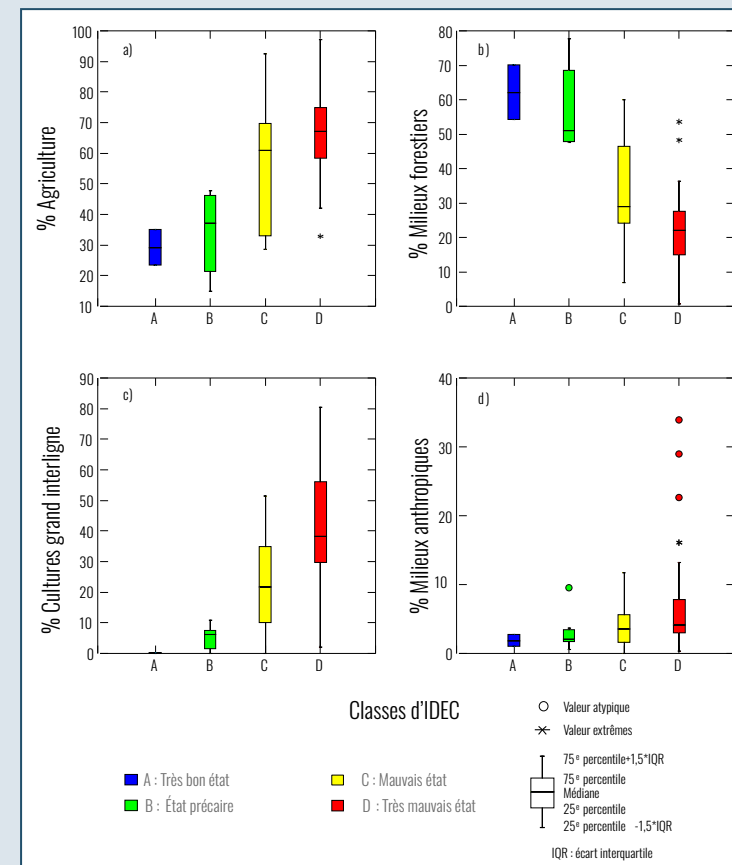 a)
% Agriculture
100
90
80
70
60
50
40
30
20
10
A B C D
b)
% Milieux forestiers
80
70
60
50
40
30
20
10
0
A B C D
c)
% Cultures grand interligne
90
80
70
60
50
40
30
20
10
0
A B C D
d)
% Milieux anthropiques
40
30
20
10
0
A B C D
Classes d'IDEC
A : Très bon état
B : État précaire
C : Mauvais état
D : Très mauvais état
Valeur atypique
Valeur extrêmes
75e percentile+1,5*IQR
75e percentile
Médiane
25e percentile
25e percentile -1,5*IQR
IQR : écart interquartile